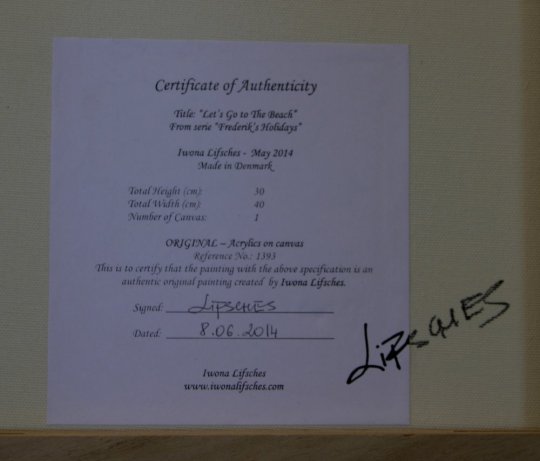 Certificate of Authenticity
Title: "Let's Go to The Beach"
From serie "Frederik's Holidays"
Iwona Lifsches - May 2014
Made in Denmark
Total Height (cm): 30
Total Width (cm): 40
Number of Canvas: 1
ORIGINAL – Acrylics on canvas
Reference No.: 1393
This is to certify that the painting with the above specification is an
authentic original painting created by Iwona Lifsches.
Signed: LIFSCHES
Dated: 8.06.2014
LIFSCHES
Iwona Lifsches
www.iwonalifsches.com